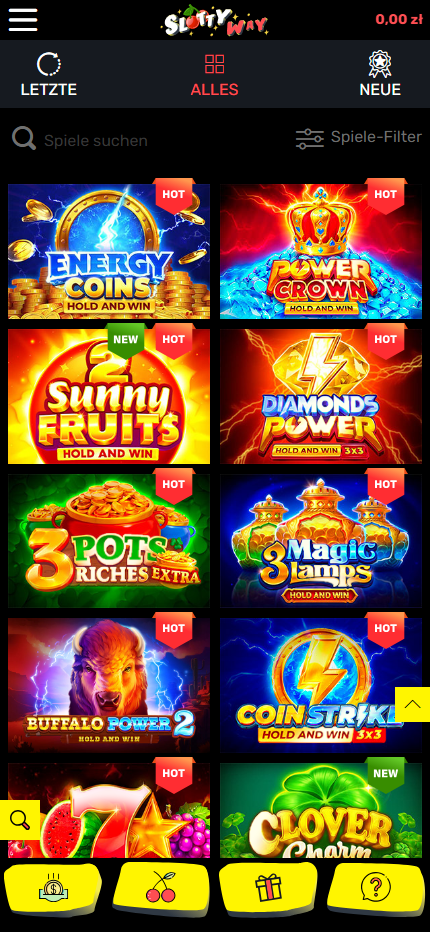 SLOTTY WAY
0,00 zł
LETZTE
ALLES
NEUE
Spiele suchen
Spiele-Filter
HOT
ENERGY
COINS
HOLD AND WIN
HOT
POWER
CROWN
HOLD AND WIN
NEW
HOT
2
Sunny
FRUITS
HOLD AND WIN
HOT
DIAMONDS
POWER
HOLD AND WIN 3x3
HOT
3 POTS
RICHES EXTRA
HOT
3 Magic
lamps
HOLD AND WIN
HOT
BUFFALO POWER 2
HOLD AND WIN
HOT
COIN STRIKE
HOLD AND WIN 3x3
HOT
7
NEW
CLOVER
Charm
$
?